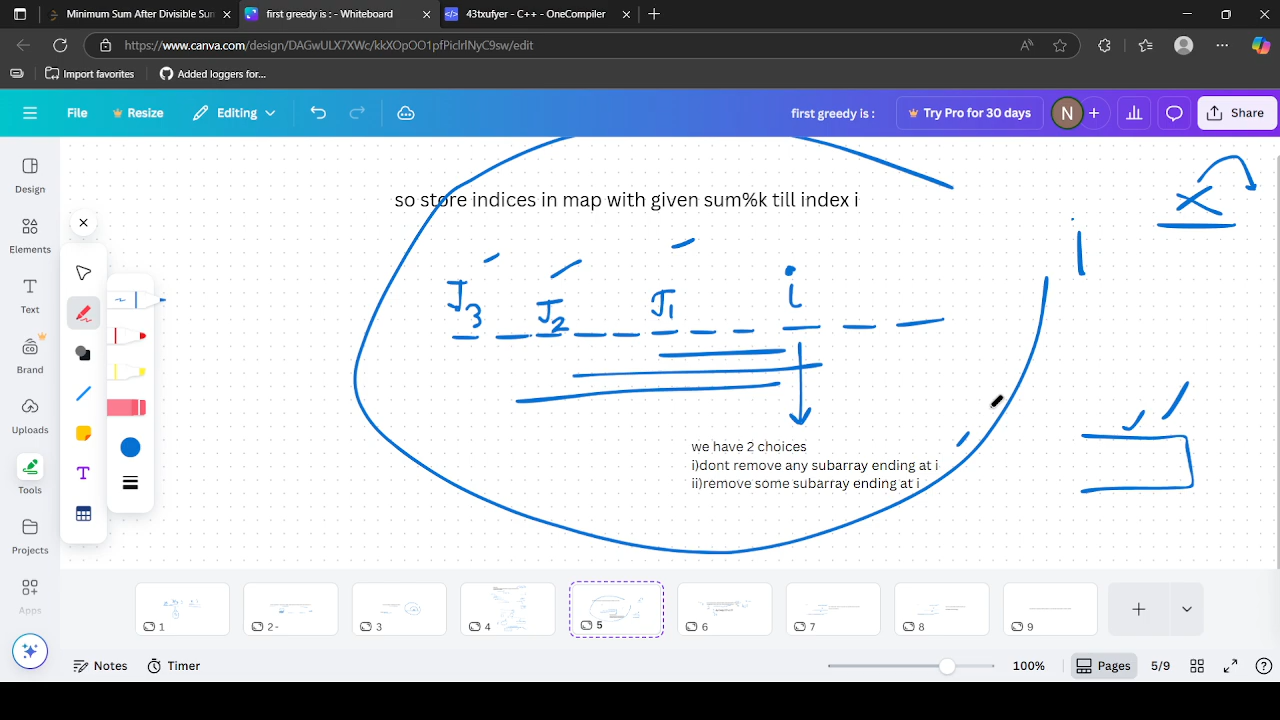 Minimum Sum After Divisible Sun
first greedy is : - Whiteboard
43txufyer - C++ - OneCompiler
https://www.canva.com/design/DAGwULX7XWc/kkXOpOO1pfPiclrlNyC9sw/edit
Import favorites
Added loggers for...
File
Resize
Editing
first greedy is :
Try Pro for 30 days
N
Share
Design
Elements
Text
Brand
Uploads
Tools
Projects
Apps
so store indices in map with given sum%k till index i
x
i
J3 J2 J1 i
we have 2 choices
i)dont remove any subarray ending at i
ii)remove some subarray ending at i
T
1
2-
3
4
5
6
7
8
9
Notes
Timer
100%
Pages
5/9